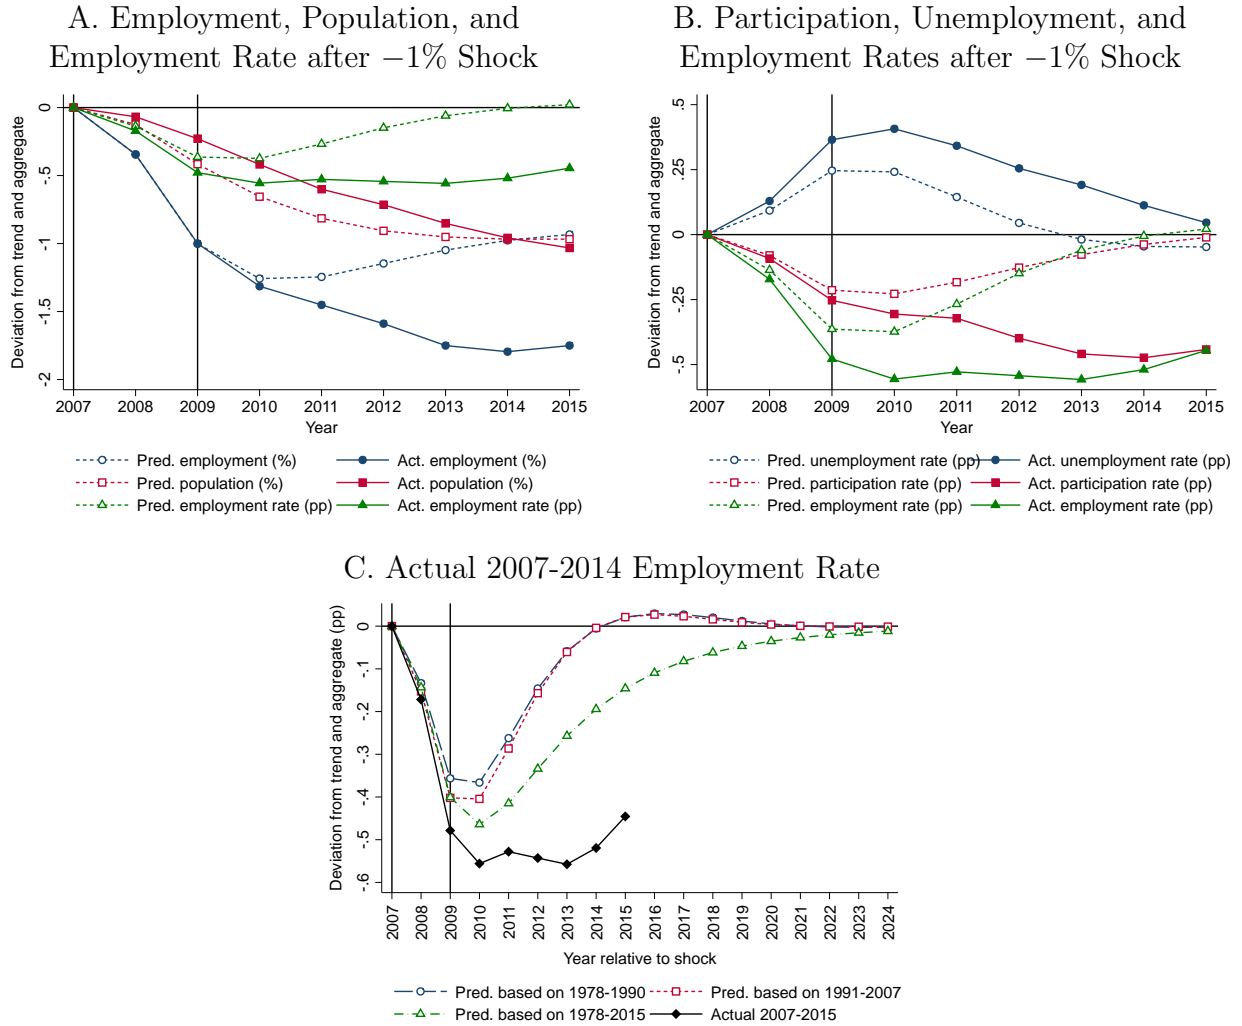 A. Employment, Population, and
Employment Rate after −1% Shock
Deviation from trend and aggregate
0
-.5
-1
-1.5
-2
2007 2008 2009 2010 2011 2012 2013 2014 2015
Year
Pred. employment (%) Act. employment (%)
Pred. population (%) Act. population (%)
Pred. employment rate (pp) Act. employment rate (pp)
B. Participation, Unemployment, and
Employment Rates after −1% Shock
Deviation from trend and aggregate
.5
.25
0
-.25
-.5
2007 2008 2009 2010 2011 2012 2013 2014 2015
Year
Pred. unemployment rate (pp) Act. unemployment rate (pp)
Pred. participation rate (pp) Act. participation rate (pp)
Pred. employment rate (pp) Act. employment rate (pp)
C. Actual 2007-2014 Employment Rate
Deviation from trend and aggregate (pp)
0
-.1
-.2
-.3
-.4
-.5
-.6
2007 2008 2009 2010 2011 2012 2013 2014 2015 2016 2017 2018 2019 2020 2021 2022 2023 2024
Year relative to shock
Pred. based on 1978-1990 Pred. based on 1991-2007
Pred. based on 1978-2015 Actual 2007-2015